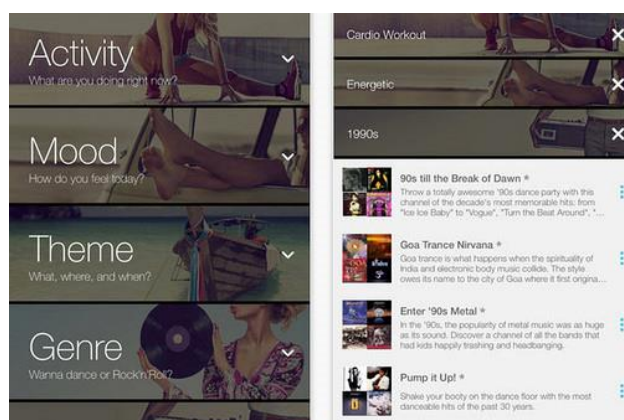 Activity
What are you doing right now?
Mood
How do you feel today?
Theme
What, where, and when?
Genre
Wanna dance or Rock'n'Roll?
Cardio Workout
Energetic
1990s
90s till the Break of Dawn *
Throw a totally awesome '90s dance party with this
channel of the decade's most memorable hits: from
"Ice Ice Baby" to "Vogue", "Turn the Beat Around", "...
Goa Trance Nirvana *
Goa trance is what happens when the spirituality of
India and electronic body music collide. The style
owes its name to the city of Goa where it first origina...
Enter '90s Metal *
In the '90s, the popularity of metal music was as huge
as its sound. Discover a channel of all the bands that
had kids happily trashing and headbanging.
Pump it Up! *
Shake your booty on the dance floor with the most
danceable hits of the past 30 years.